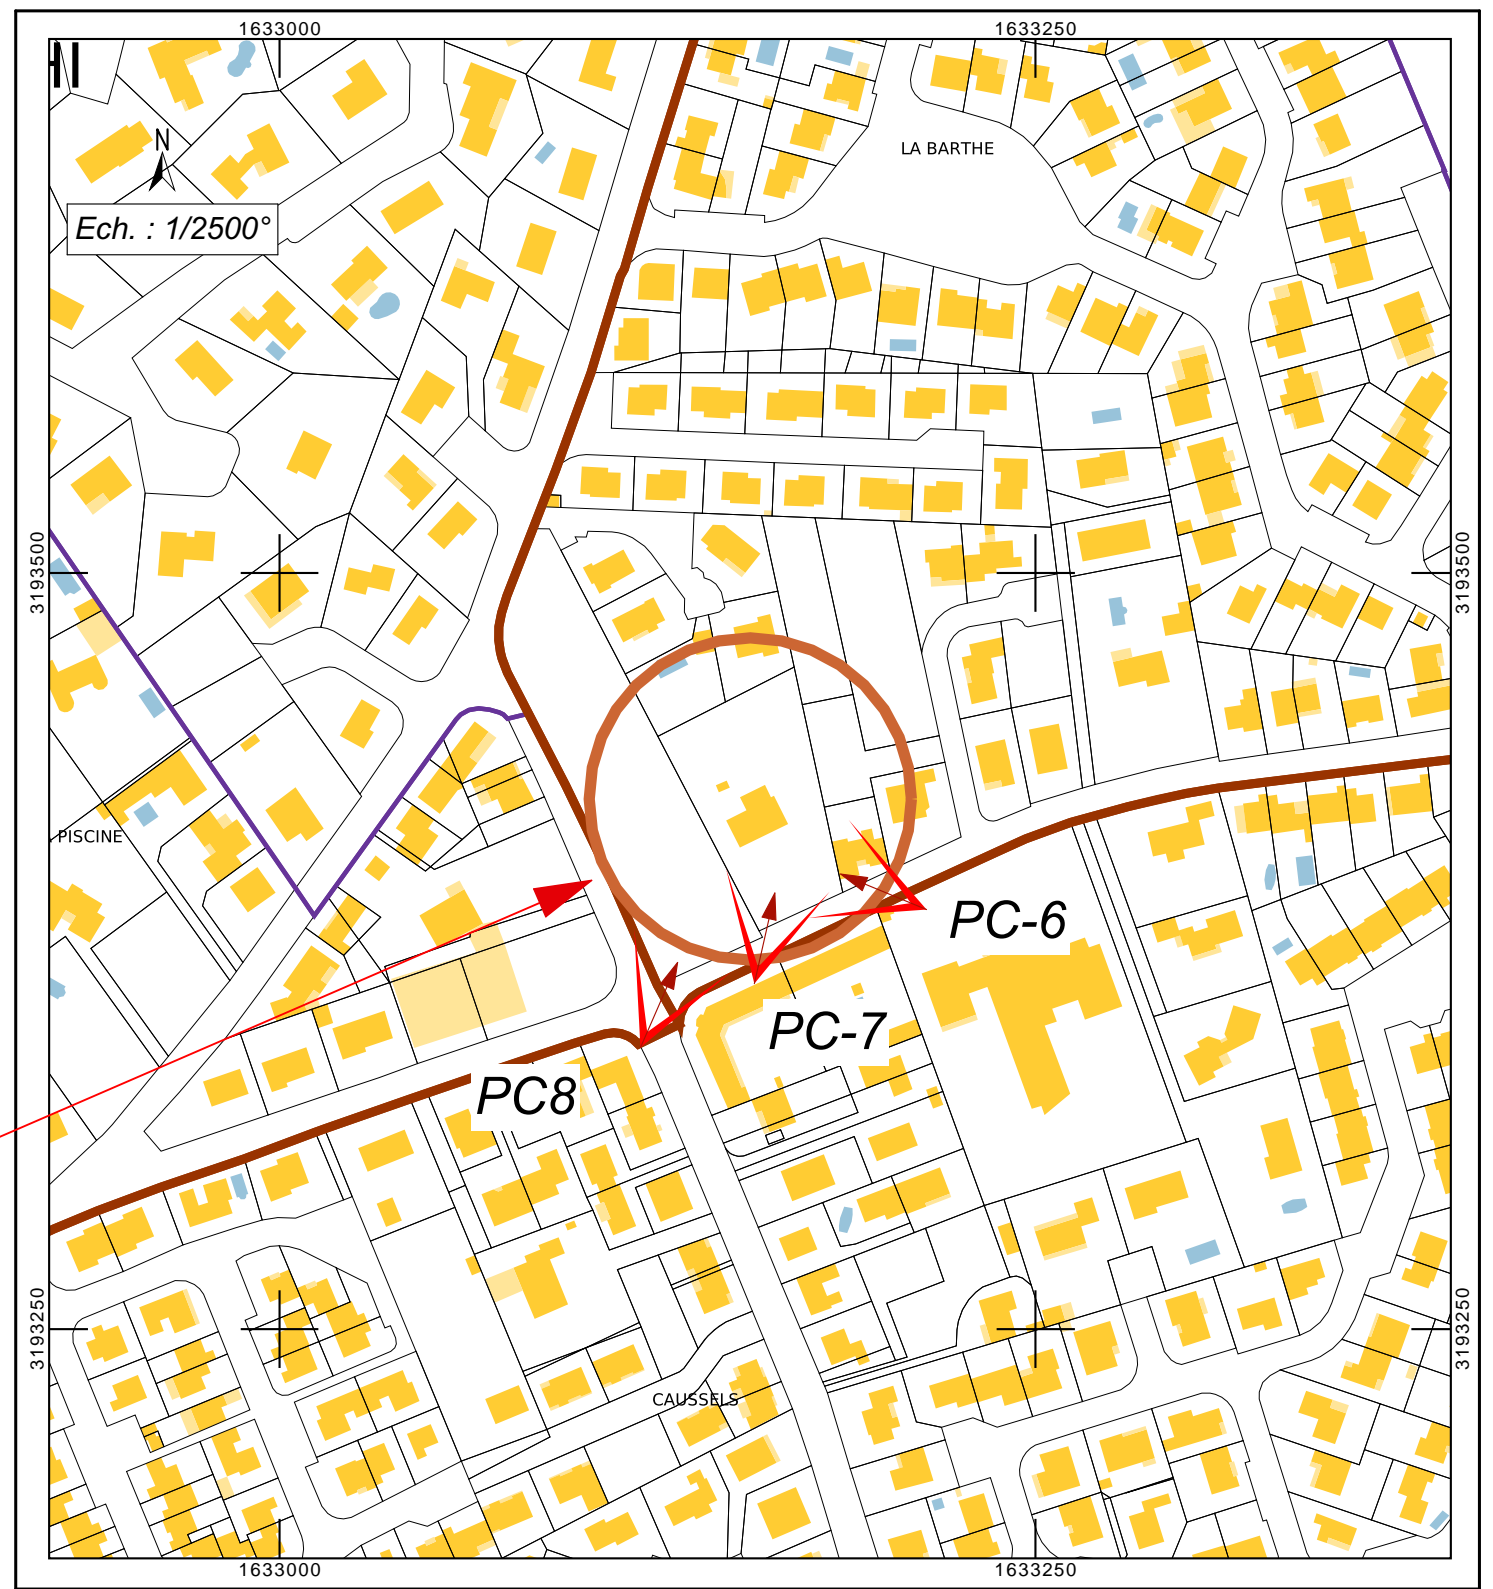 1633000
1633250
LA BARTHE
N
Ech. : 1/2500°
3193500
3193500
PISCINE
PC-6
PC-7
PC8
3193250
3193250
CAUSSELS
1633000
1633250